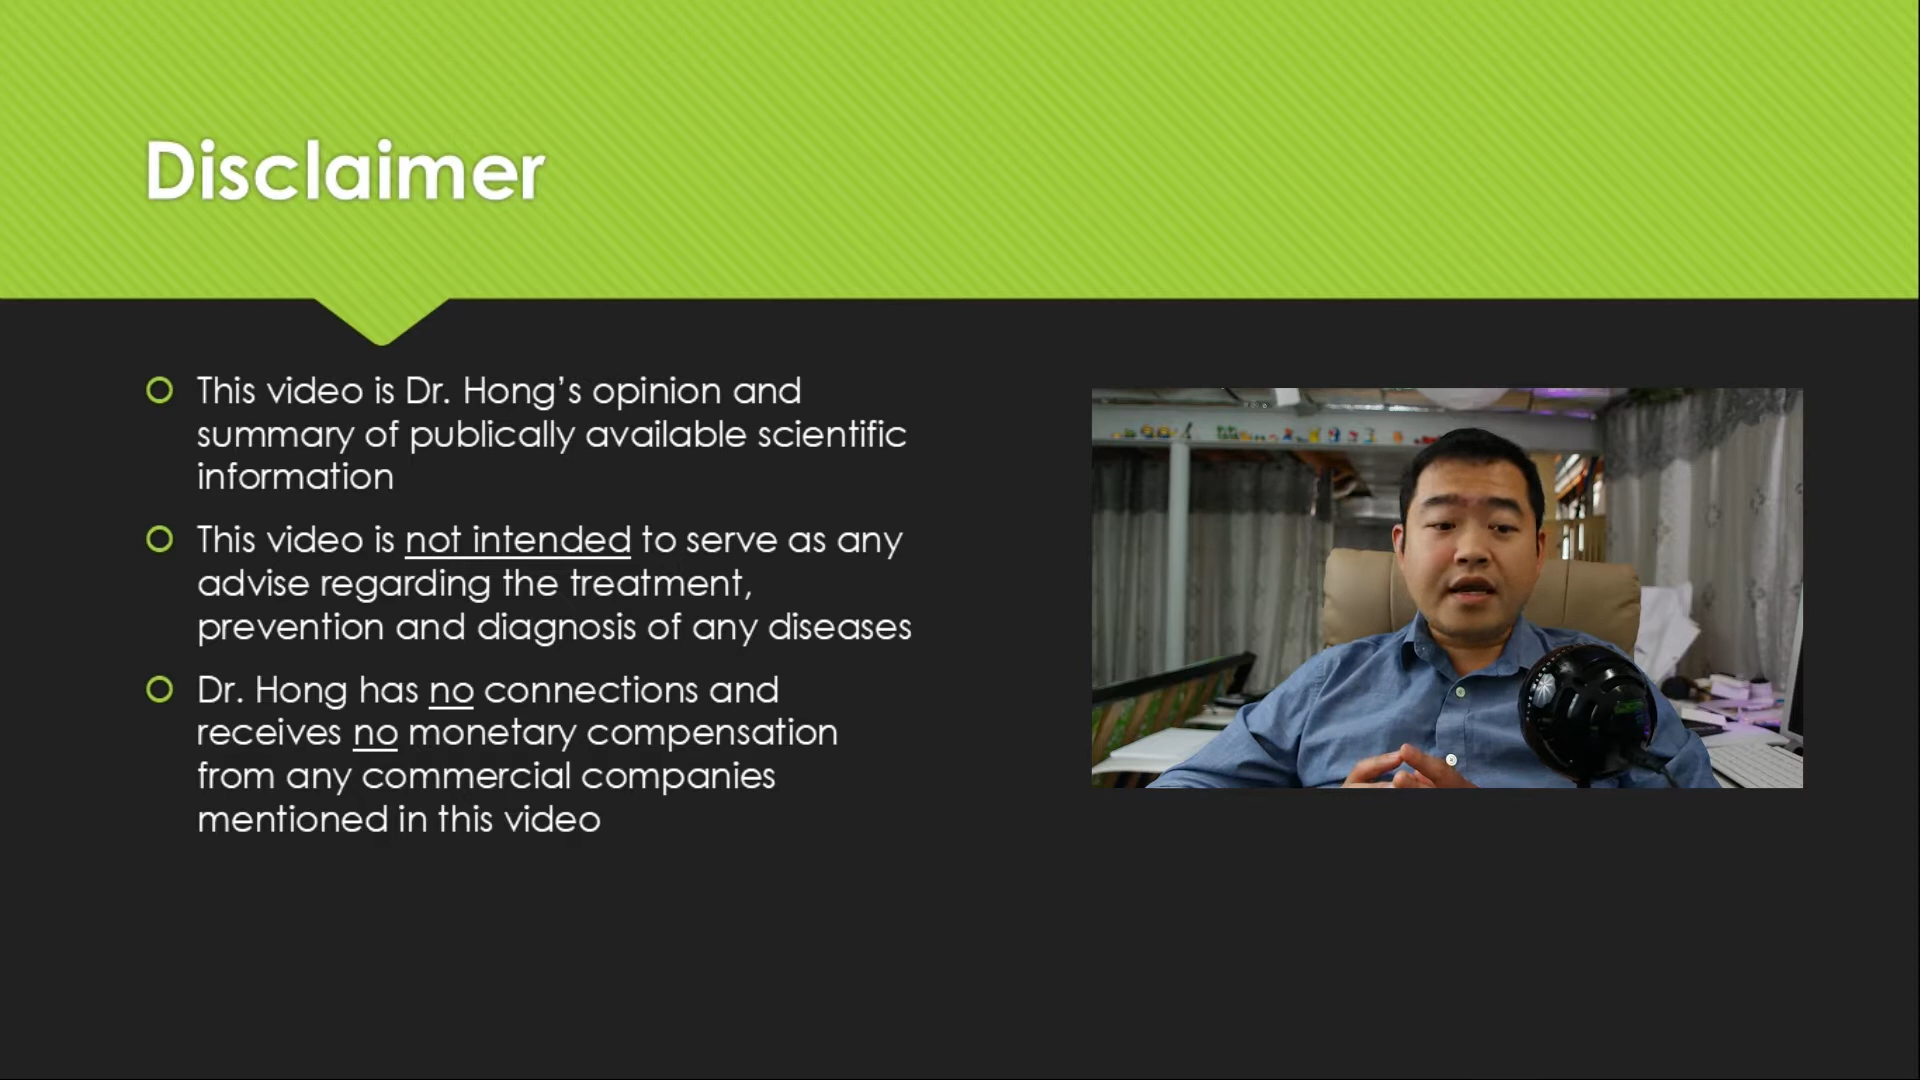 Disclaimer
This video is Dr. Hong’s opinion and
summary of publically available scientific
information
This video is not intended to serve as any
advise regarding the treatment,
prevention and diagnosis of any diseases
Dr. Hong has no connections and
receives no monetary compensation
from any commercial companies
mentioned in this video